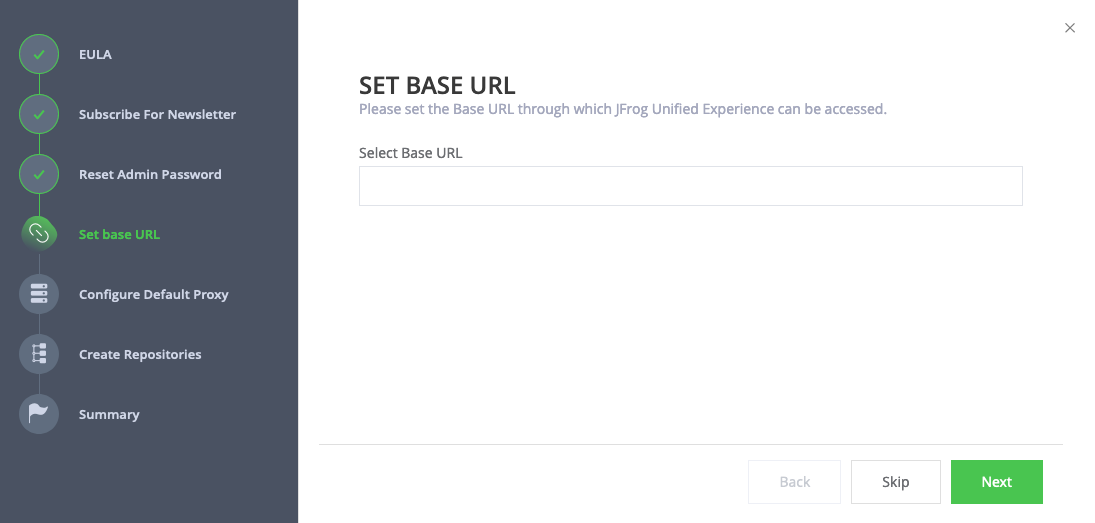 EULA
Subscribe For Newsletter
Reset Admin Password
Set base URL
Configure Default Proxy
Create Repositories
Summary
SET BASE URL
Please set the Base URL through which JFrog Unified Experience can be accessed.
Select Base URL
Back
Skip
Next